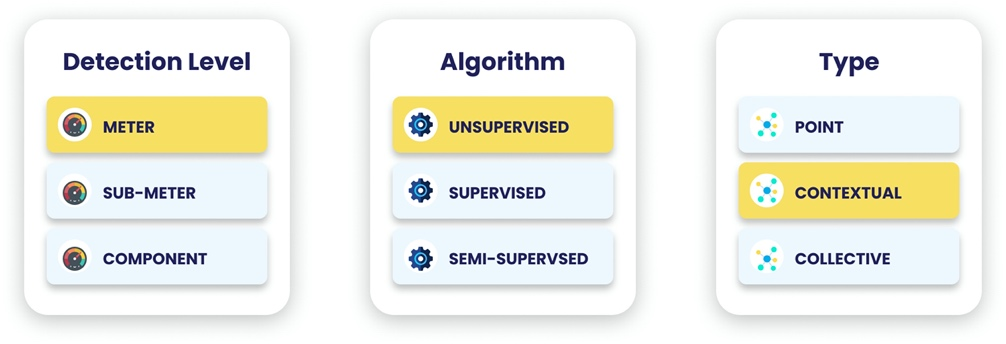 Detection Level
METER
SUB-METER
COMPONENT
Algorithm
UNSUPERVISED
SUPERVISED
SEMI-SUPERVSED
Type
POINT
CONTEXTUAL
COLLECTIVE